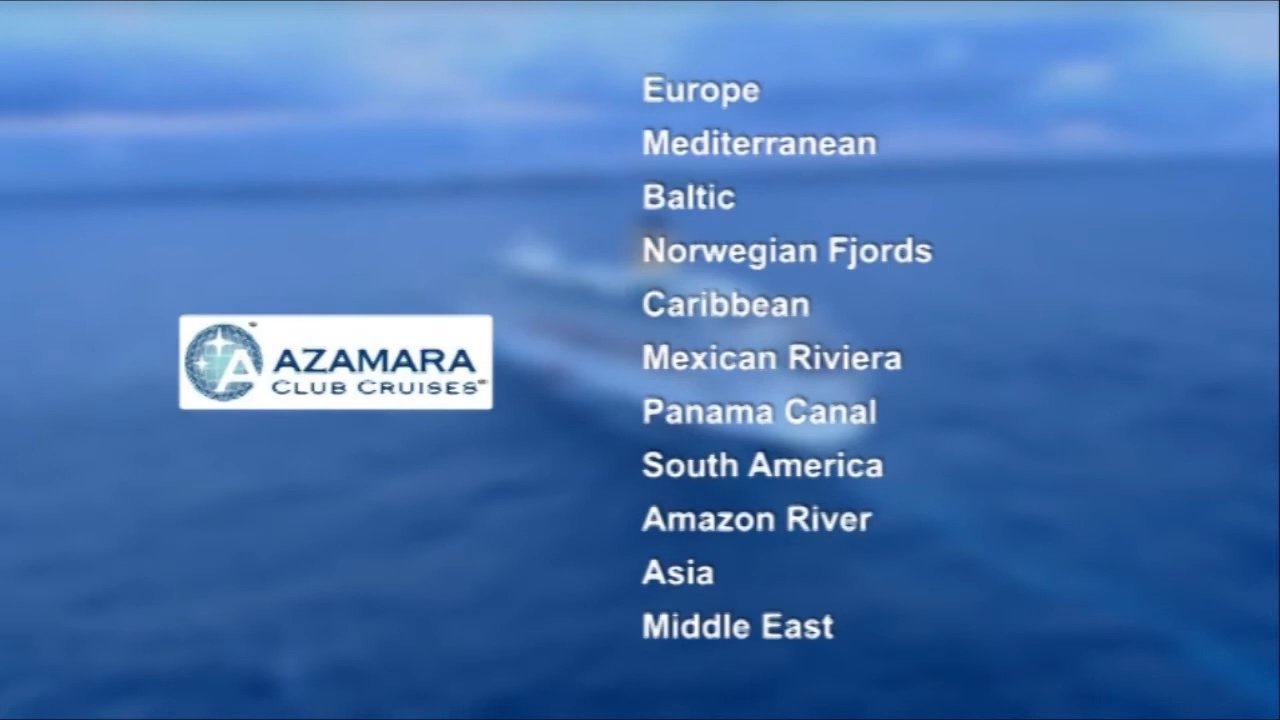 AZAMARA
CLUB CRUISES
Europe
Mediterranean
Baltic
Norwegian Fjords
Caribbean
Mexican Riviera
Panama Canal
South America
Amazon River
Asia
Middle East